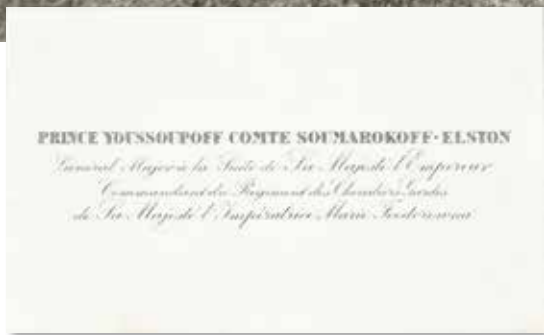 PRINCE YOUSSOUPOFF COMTE SOUMAROKOFF-ELSTON
Général Major à la Suite de Sa Majesté l'Empereur
Commandant du Régiment des Chevaliers Gardes
de Sa Majesté l'Impératrice Marie Feodorowna